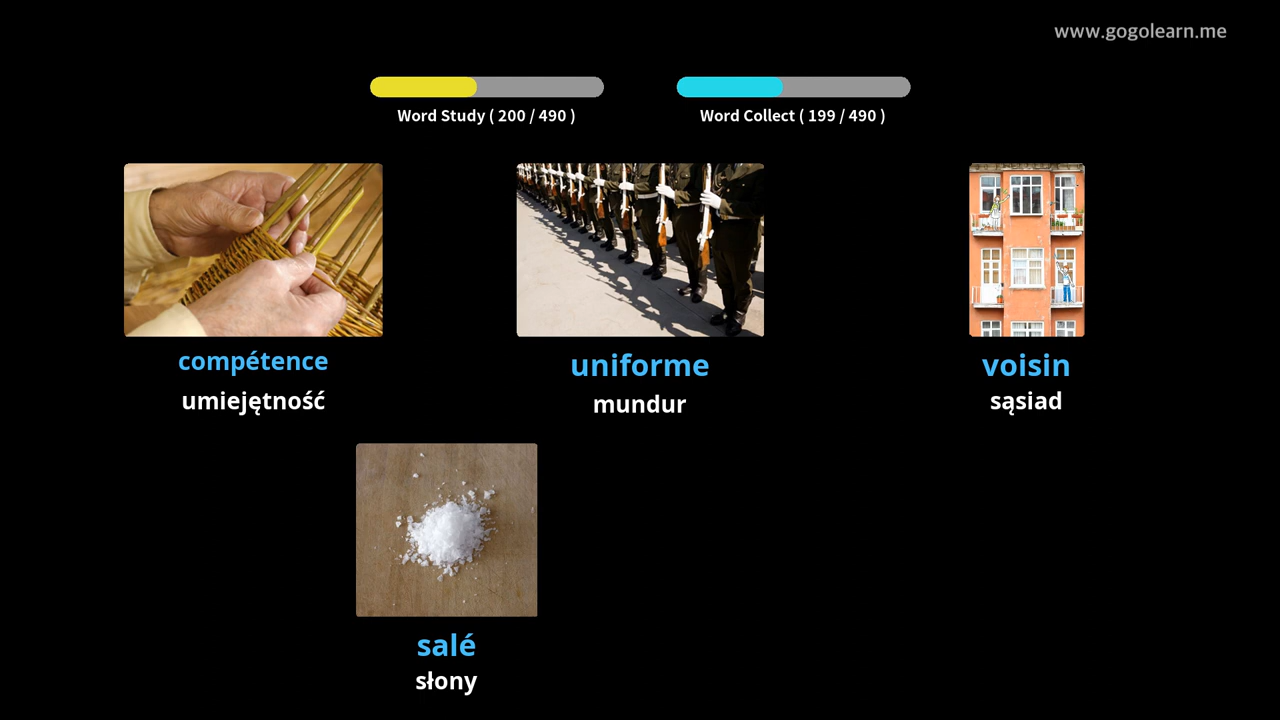 www.gogolearn.me
Word Study ( 200 / 490 )
Word Collect ( 199 / 490 )
compétence
umiejętność
uniforme
mundur
voisin
sąsiad
salé
słony